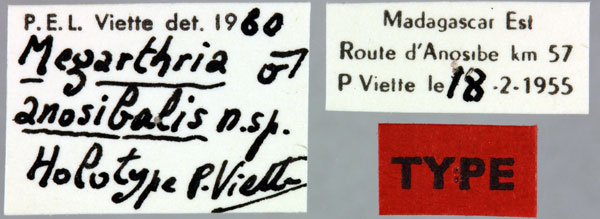 P.E.L. Viette det. 1960
Megarthria ♂
anosibalis n.sp.
Holotype P. Viette
Madagascar Est
Route d'Anosibe km 57
P Viette le 18 -2-1955
TYPE